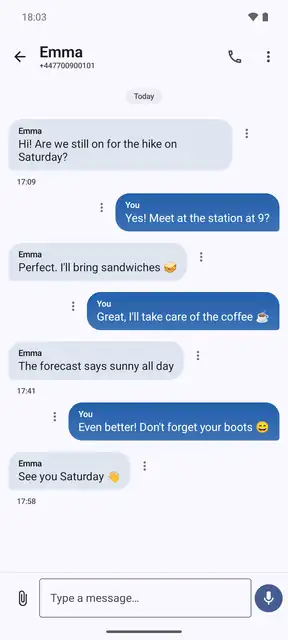 18:03
Emma
+447700900101
Today
Emma
Hi! Are we still on for the hike on
Saturday?
17:09
You
Yes! Meet at the station at 9?
Emma
Perfect. I'll bring sandwiches 🥪
You
Great, I'll take care of the coffee ☕
Emma
The forecast says sunny all day
17:41
You
Even better! Don't forget your boots 😄
Emma
See you Saturday 👋
17:58
Type a message…